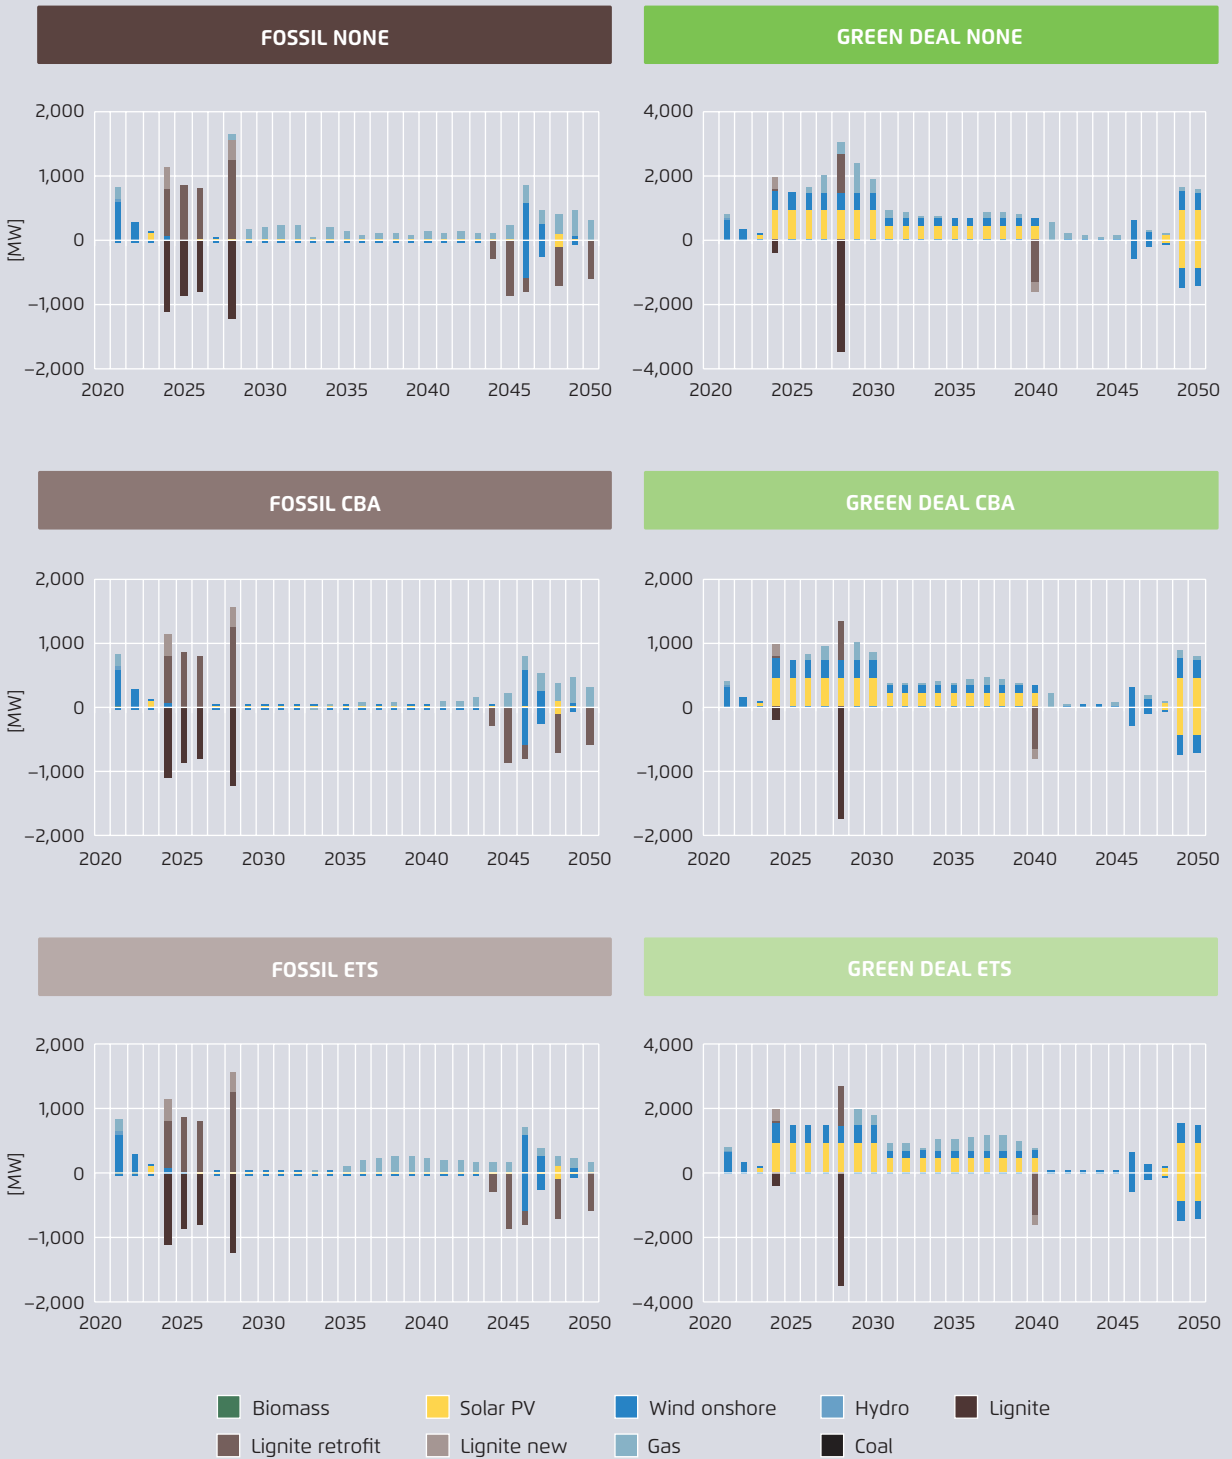 FOSSIL NONE
GREEN DEAL NONE
2,000
1,000
0
−1,000
−2,000
[MW]
2020 2025 2030 2035 2040 2045 2050
4,000
2,000
0
−2,000
−4,000
2020 2025 2030 2035 2040 2045 2050
FOSSIL CBA
GREEN DEAL CBA
2,000
1,000
0
−1,000
−2,000
[MW]
2020 2025 2030 2035 2040 2045 2050
2,000
1,000
0
−1,000
−2,000
2020 2025 2030 2035 2040 2045 2050
FOSSIL ETS
GREEN DEAL ETS
2,000
1,000
0
−1,000
−2,000
[MW]
2020 2025 2030 2035 2040 2045 2050
4,000
2,000
0
−2,000
−4,000
2020 2025 2030 2035 2040 2045 2050
Biomass Solar PV Wind onshore Hydro Lignite
Lignite retrofit Lignite new Gas Coal